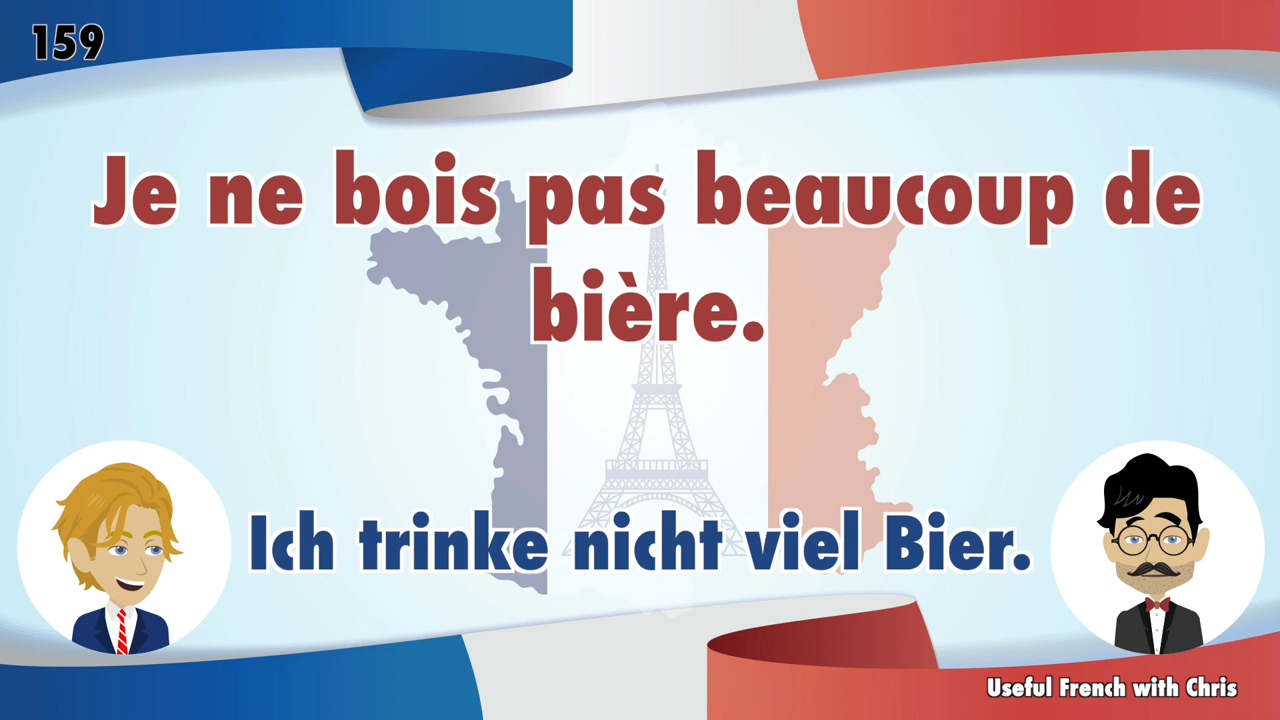 159
Je ne bois pas beaucoup de
bière.
Ich trinke nicht viel Bier.
Useful French with Chris